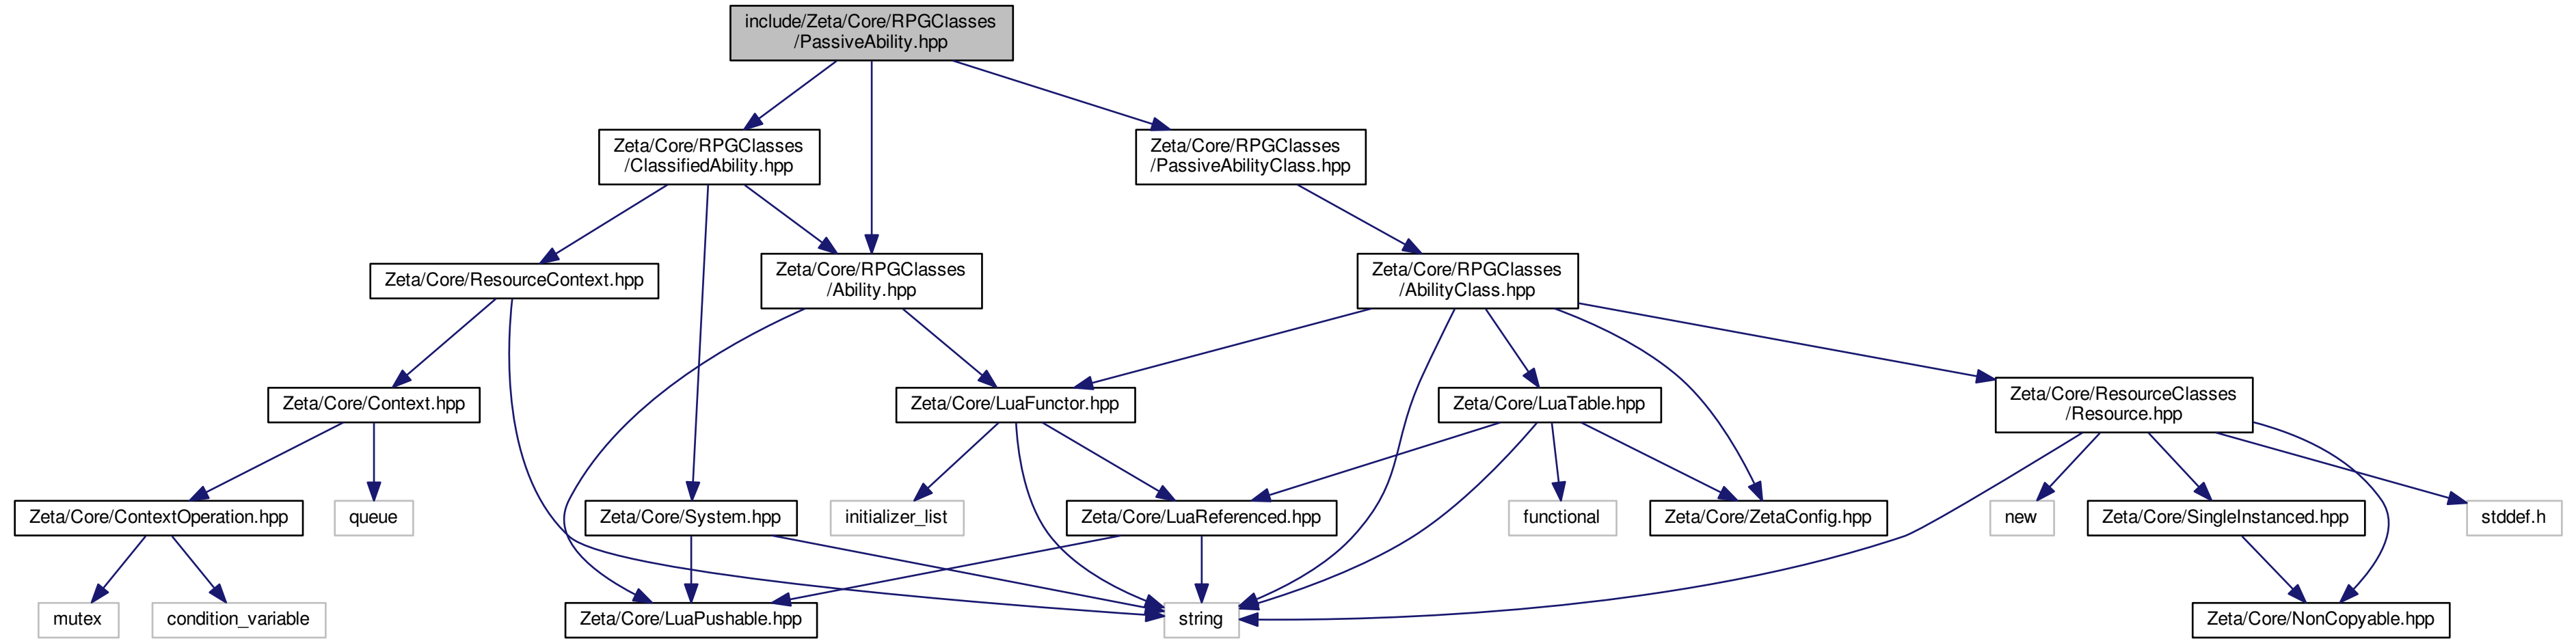 include/Zeta/Core/RPGClasses
/PassiveAbility.hpp
Zeta/Core/RPGClasses
/ClassifiedAbility.hpp
Zeta/Core/RPGClasses
/PassiveAbilityClass.hpp
Zeta/Core/ResourceContext.hpp
Zeta/Core/RPGClasses
/Ability.hpp
Zeta/Core/RPGClasses
/AbilityClass.hpp
Zeta/Core/Context.hpp
Zeta/Core/LuaFunctor.hpp
Zeta/Core/LuaTable.hpp
Zeta/Core/ResourceClasses
/Resource.hpp
Zeta/Core/ContextOperation.hpp
queue
Zeta/Core/System.hpp
initializer_list
Zeta/Core/LuaReferenced.hpp
functional
Zeta/Core/ZetaConfig.hpp
new
Zeta/Core/SingleInstanced.hpp
stddef.h
mutex
condition_variable
Zeta/Core/LuaPushable.hpp
string
Zeta/Core/NonCopyable.hpp